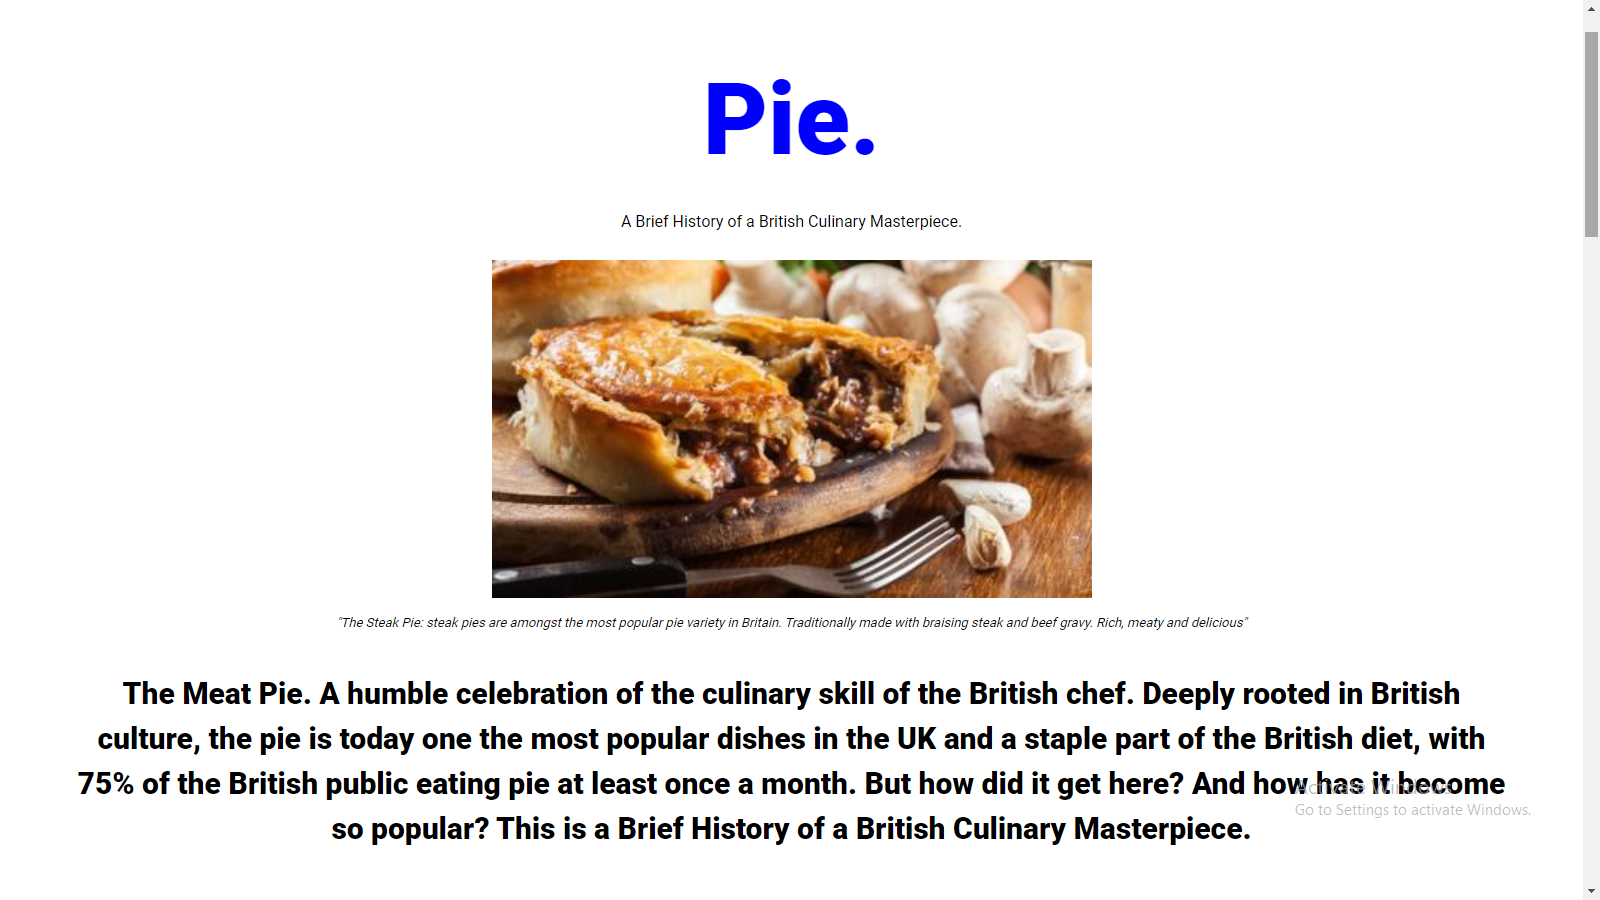 Pie.
A Brief History of a British Culinary Masterpiece.
"The Steak Pie: steak pies are amongst the most popular pie variety in Britain. Traditionally made with braising steak and beef gravy. Rich, meaty and delicious"
The Meat Pie. A humble celebration of the culinary skill of the British chef. Deeply rooted in British
culture, the pie is today one the most popular dishes in the UK and a staple part of the British diet, with
75% of the British public eating pie at least once a month. But how did it get here? And how has it become
so popular? This is a Brief History of a British Culinary Masterpiece.
Activate Windows
Go to Settings to activate Windows.